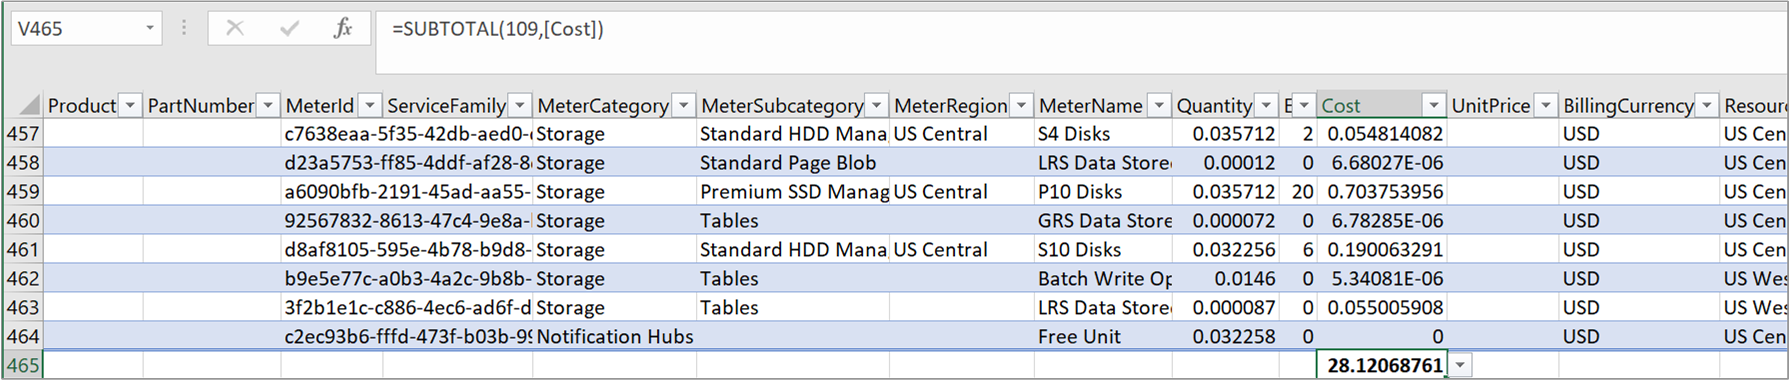 V465 fx =SUBTOTAL(109,[Cost])
Product PartNumber MeterId ServiceFamily MeterCategory MeterSubcategory MeterRegion MeterName Quantity E Cost UnitPrice BillingCurrency Resour
457 c7638eaa-5f35-42db-aed0- Storage Standard HDD Mana US Central S4 Disks 0.035712 2 0.054814082 USD US Cen
458 d23a5753-ff85-4ddf-af28-8 Storage Standard Page Blob LRS Data Store 0.00012 0 6.68027E-06 USD US Cen
459 a6090bfb-2191-45ad-aa55- Storage Premium SSD Manag US Central P10 Disks 0.035712 20 0.703753956 USD US Cen
460 92567832-8613-47c4-9e8a- Storage Tables GRS Data Store 0.000072 0 6.78285E-06 USD US Cen
461 d8af8105-595e-4b78-b9d8- Storage Standard HDD Mana US Central S10 Disks 0.032256 6 0.190063291 USD US Cen
462 b9e5e77c-a0b3-4a2c-9b8b- Storage Tables Batch Write Op 0.0146 0 5.34081E-06 USD US Wes
463 3f2b1e1c-c886-4ec6-ad6f-d Storage Tables LRS Data Store 0.000087 0 0.055005908 USD US Wes
464 c2ec93b6-fffd-473f-b03b-99 Notification Hubs Free Unit 0.032258 0 0 USD US Cen
465 28.12068761